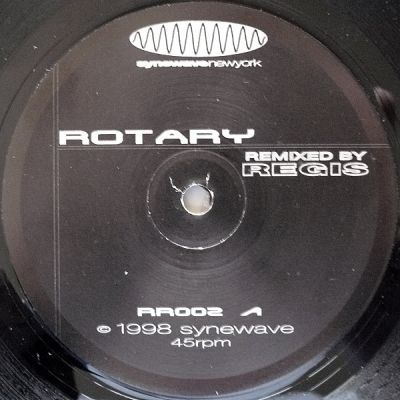 synewavenewyork
ROTARY
REMIXED BY
REGIS
RR002 A
© 1998 synewave
45rpm